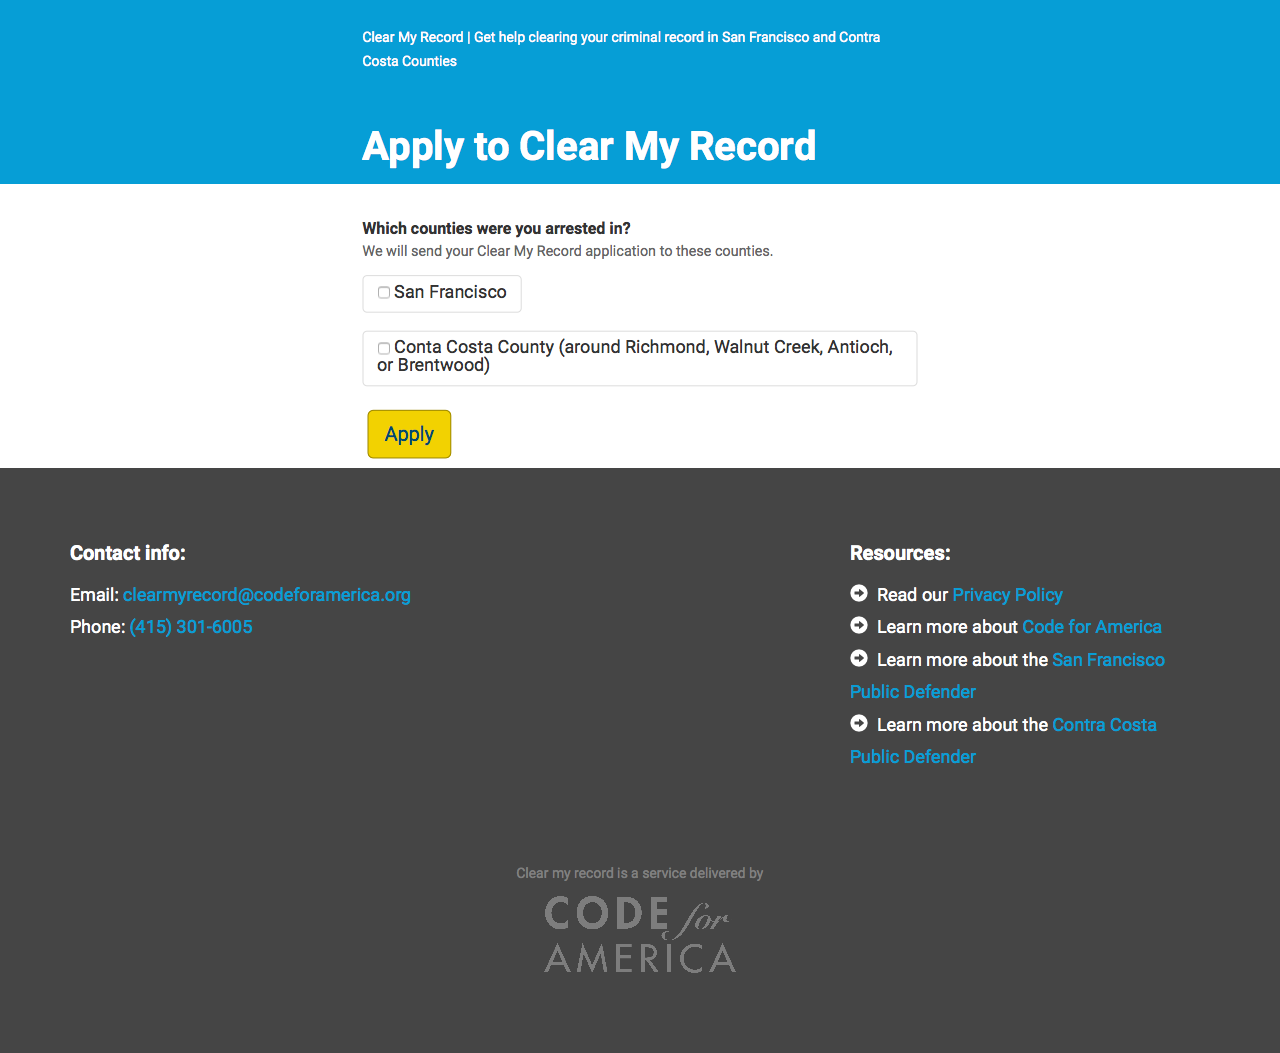 Clear My Record | Get help clearing your criminal record in San Francisco and Contra
Costa Counties
Apply to Clear My Record
Which counties were you arrested in?
We will send your Clear My Record application to these counties.
San Francisco
Conta Costa County (around Richmond, Walnut Creek, Antioch,
or Brentwood)
Apply
Contact info:
Email: clearmyrecord@codeforamerica.org
Phone: (415) 301-6005
Resources:
Read our Privacy Policy
Learn more about Code for America
Learn more about the San Francisco
Public Defender
Learn more about the Contra Costa
Public Defender
Clear my record is a service delivered by
CODE for
AMERICA